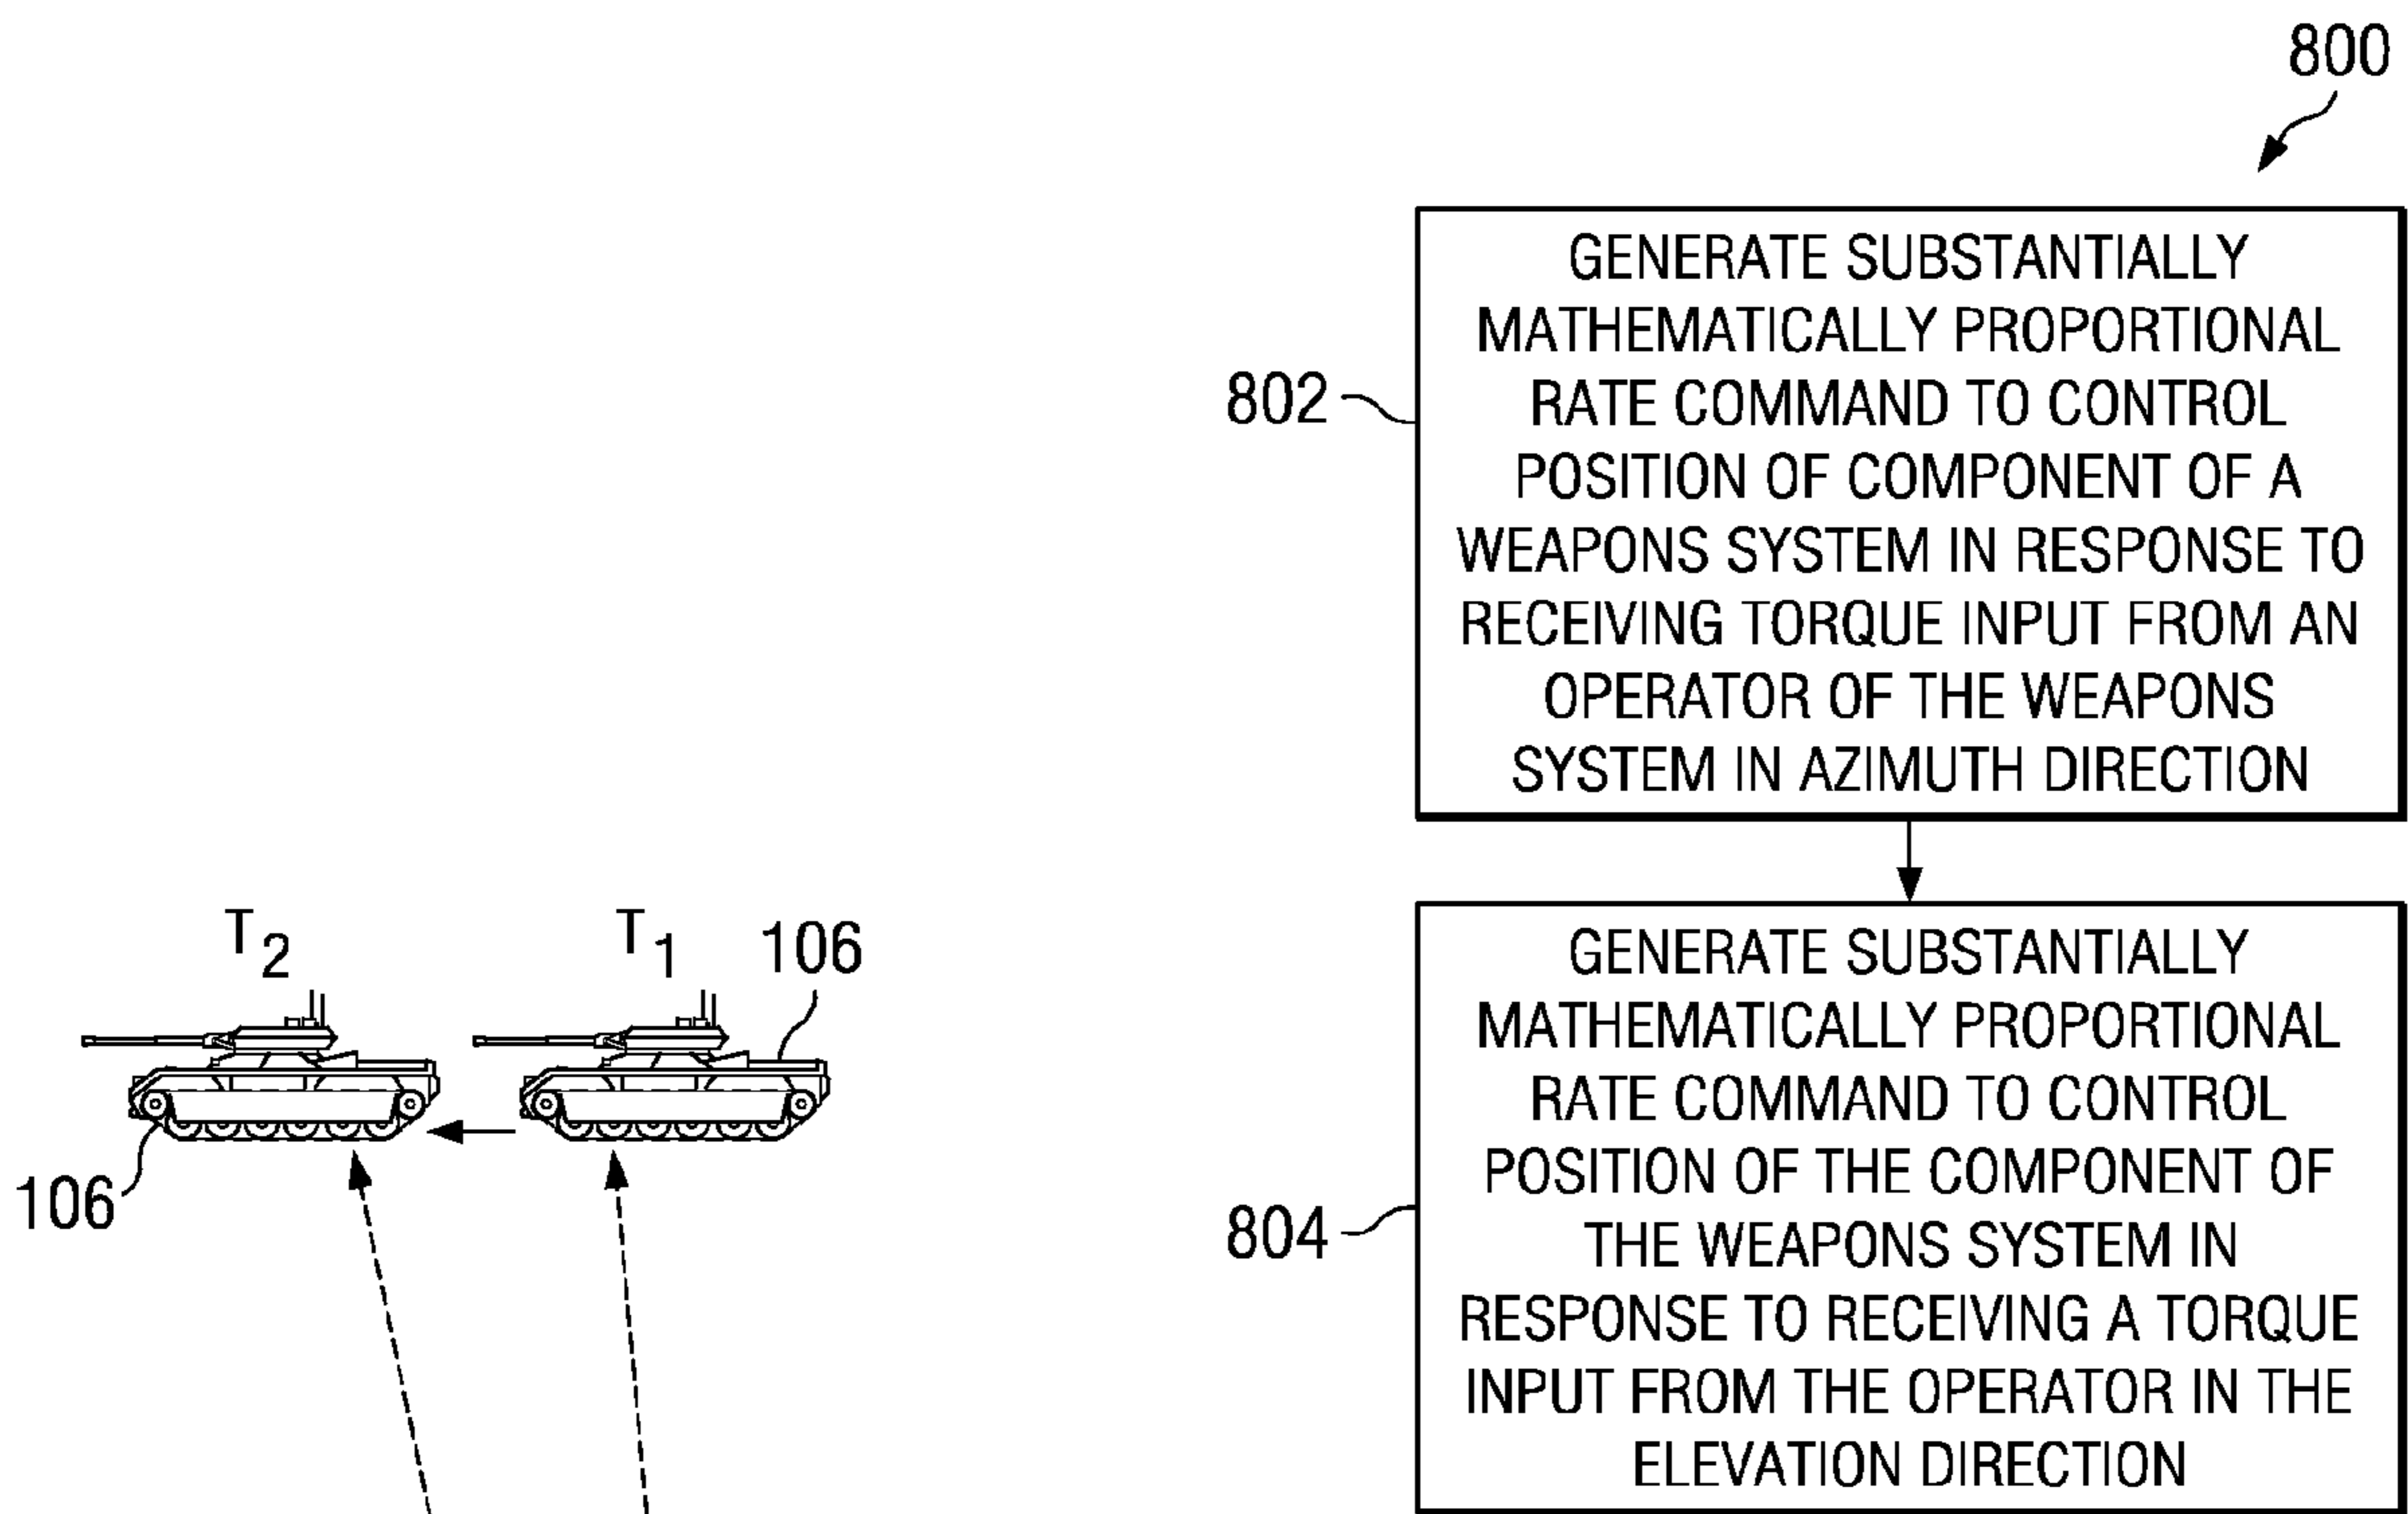 800
802
GENERATE SUBSTANTIALLY
MATHEMATICALLY PROPORTIONAL
RATE COMMAND TO CONTROL
POSITION OF COMPONENT OF A
WEAPONS SYSTEM IN RESPONSE TO
RECEIVING TORQUE INPUT FROM AN
OPERATOR OF THE WEAPONS
SYSTEM IN AZIMUTH DIRECTION
T2
T1
106
106
804
GENERATE SUBSTANTIALLY
MATHEMATICALLY PROPORTIONAL
RATE COMMAND TO CONTROL
POSITION OF THE COMPONENT OF
THE WEAPONS SYSTEM IN
RESPONSE TO RECEIVING A TORQUE
INPUT FROM THE OPERATOR IN THE
ELEVATION DIRECTION